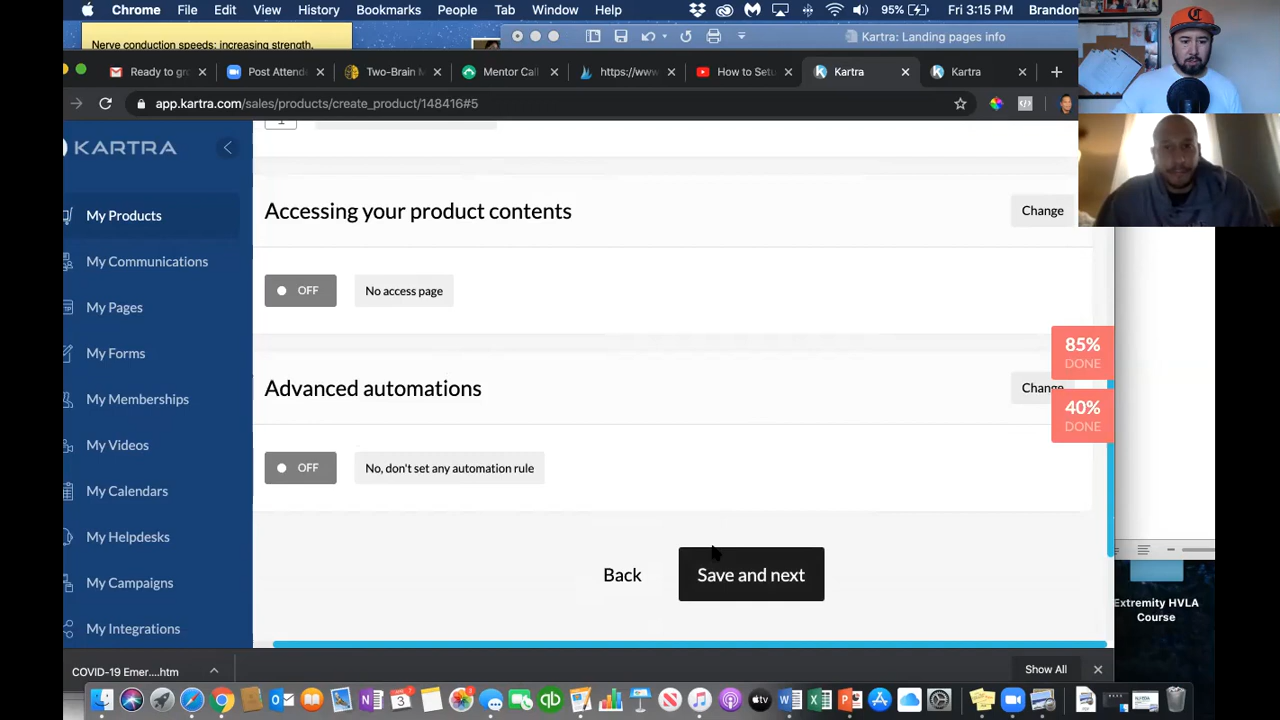 Chrome File Edit View History Bookmarks People Tab Window Help 95% Fri 3:15 PM Brandon
Nerve conduction speeds: increasing strength.
Kartra: Landing pages info
Ready to gr Post Attend Two-Brain M Mentor Call https://www How to Setu Kartra Kartra
app.kartra.com/sales/products/create_product/148416#5
KARTRA
My Products
My Communications
My Pages
My Forms
My Memberships
My Videos
My Calendars
My Helpdesks
My Campaigns
My Integrations
Accessing your product contents
Change
OFF No access page
85%
DONE
Advanced automations
Change
40%
DONE
OFF No, don't set any automation rule
Back Save and next
Extremity HVLA
Course
COVID-19 Emer....htm
Show All